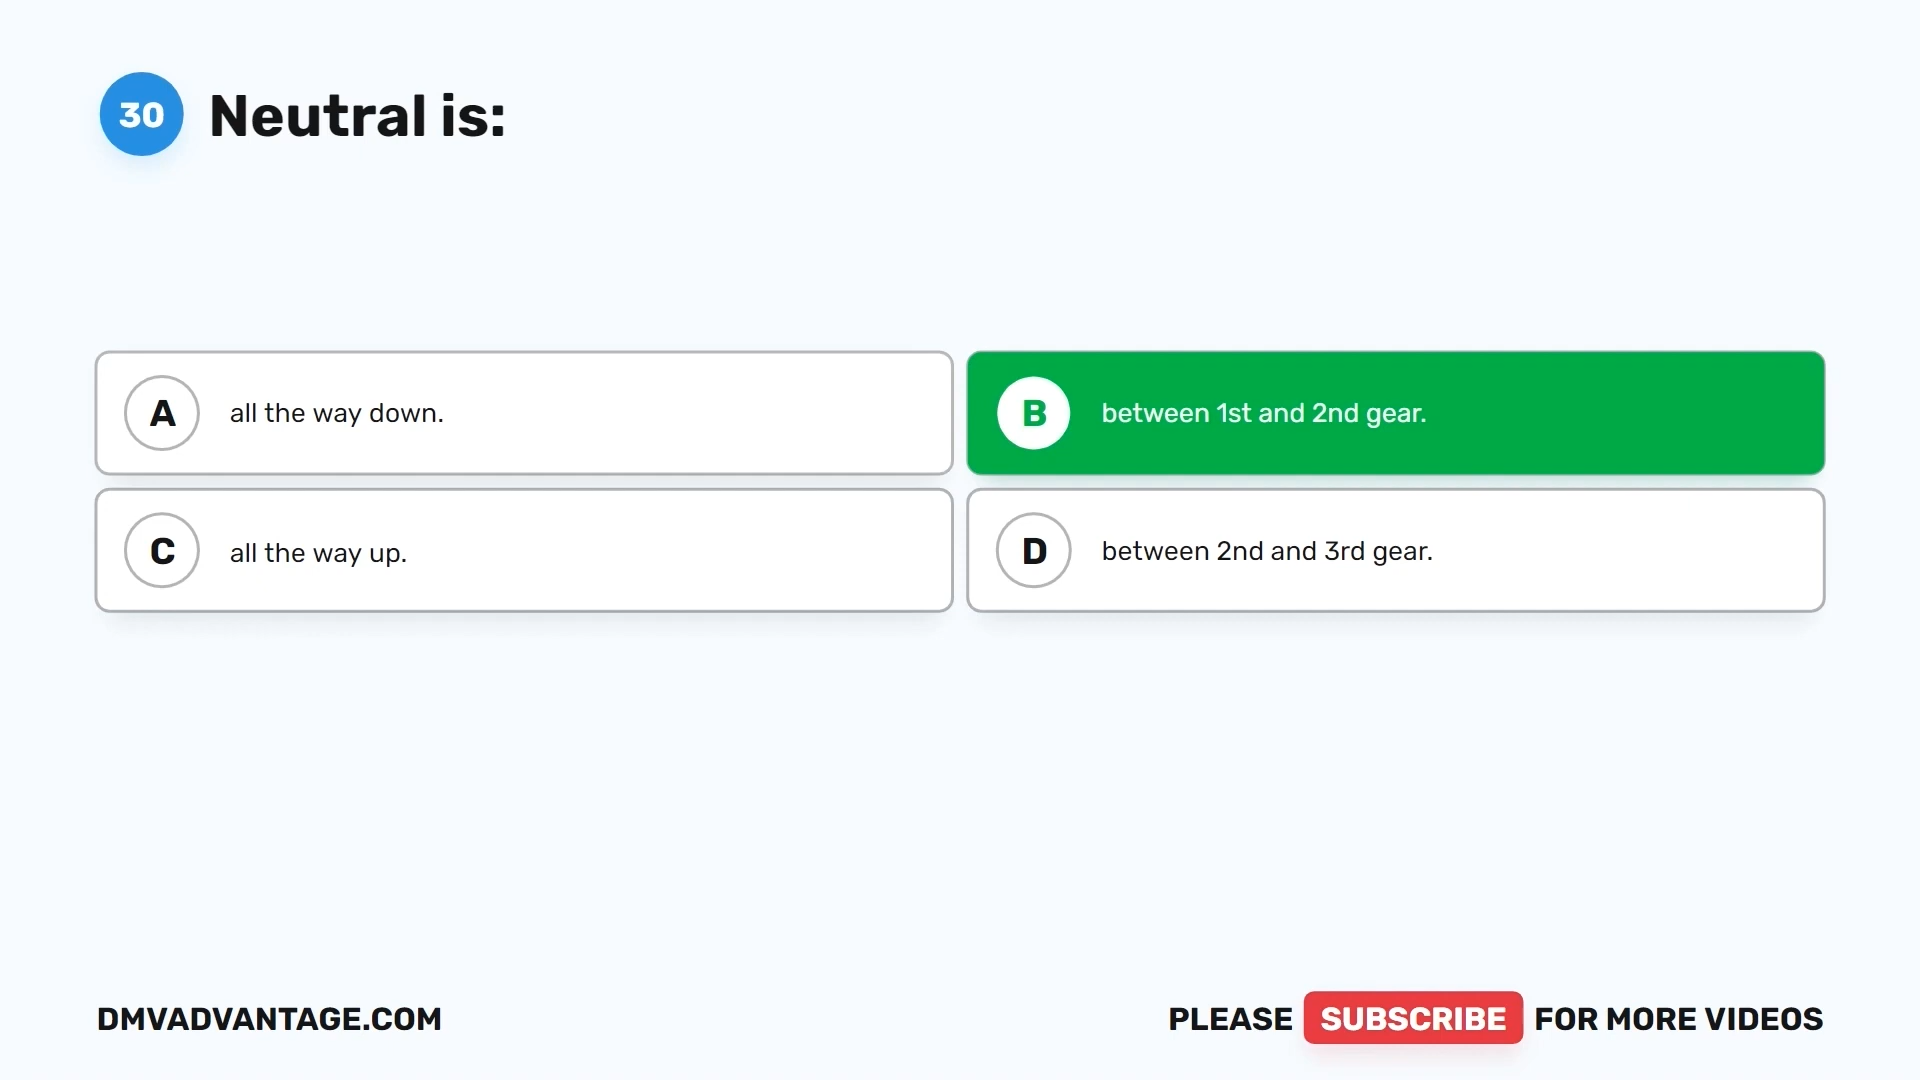 30 Neutral is:
A all the way down.
B between 1st and 2nd gear.
C all the way up.
D between 2nd and 3rd gear.
DMVADVANTAGE.COM
PLEASE SUBSCRIBE FOR MORE VIDEOS